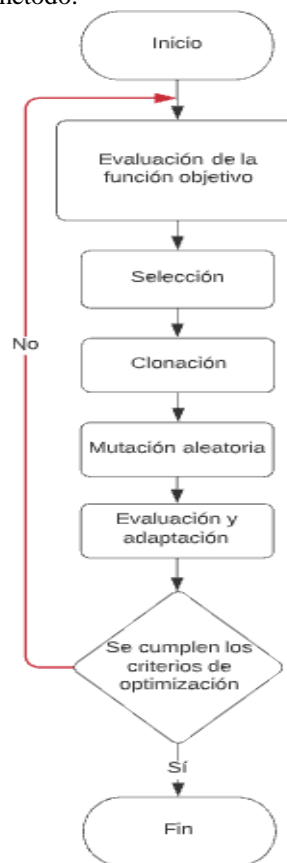 método.
Inicio
Evaluación de la
función objetivo
Selección
No
Clonación
Mutación aleatoria
Evaluación y
adaptación
Se cumplen los
criterios de
optimización
Sí
Fin